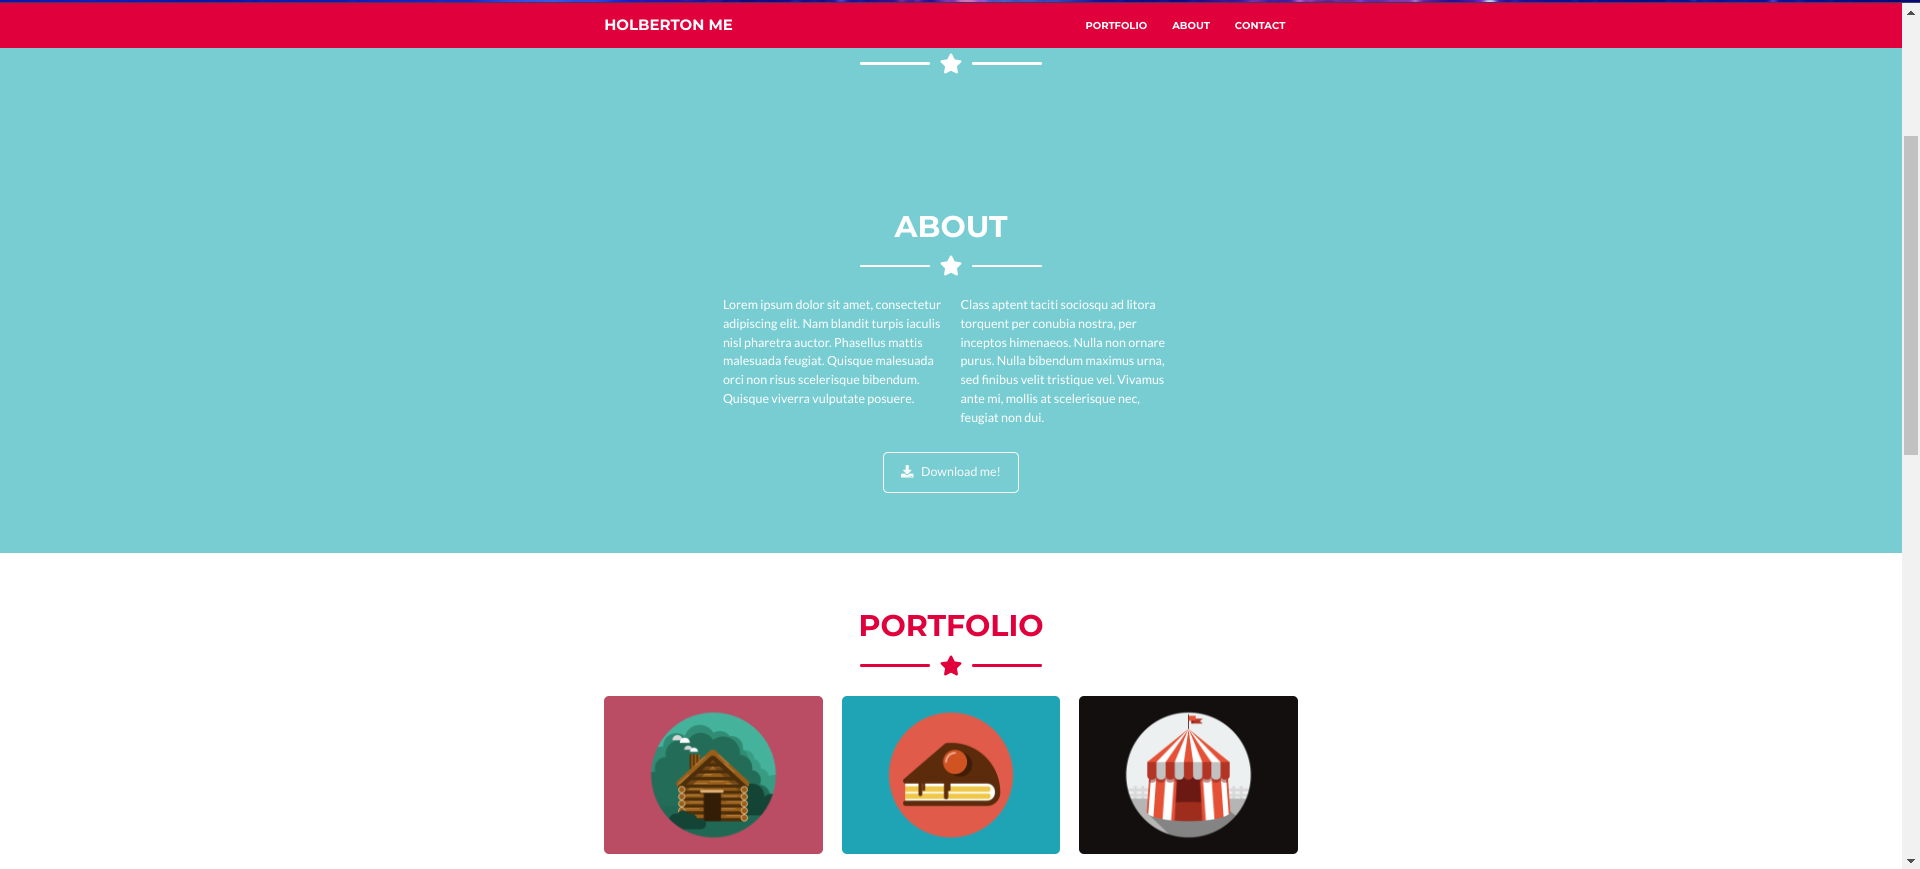 HOLBERTON ME
PORTFOLIO
ABOUT
CONTACT
ABOUT
Lorem ipsum dolor sit amet, consectetur
adipiscing elit. Nam blandit turpis iaculis
nisl pharetra auctor. Phasellus mattis
malesuada feugiat. Quisque malesuada
orci non risus scelerisque bibendum.
Quisque viverra vulputate posuere.
Class aptent taciti sociosqu ad litora
torquent per conubia nostra, per
inceptos himenaeos. Nulla non ornare
purus. Nulla bibendum maximus urna,
sed finibus velit tristique vel. Vivamus
ante mi, mollis at scelerisque nec,
feugiat non dui.
Download me!
PORTFOLIO